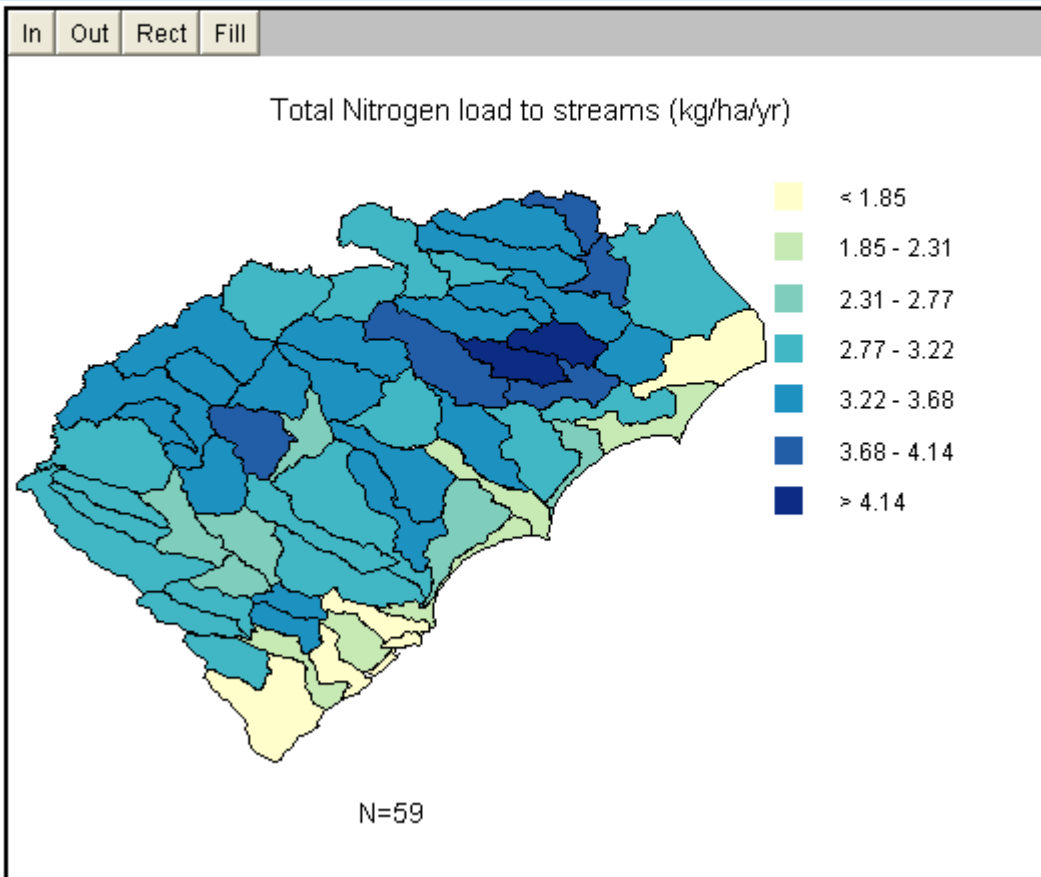 In Out Rect Fill
Total Nitrogen load to streams (kg/ha/yr)
< 1.85
1.85 - 2.31
2.31 - 2.77
2.77 - 3.22
3.22 - 3.68
3.68 - 4.14
> 4.14
N=59